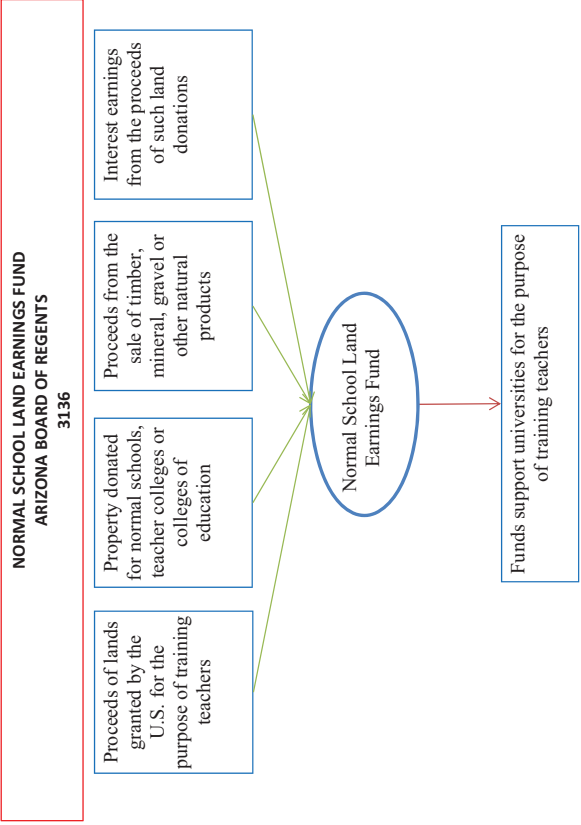 NORMAL SCHOOL LAND EARNINGS FUND
ARIZONA BOARD OF REGENTS
3136
Proceeds of lands
granted by the
U.S. for the
purpose of training
teachers
Property donated
for normal schools,
teacher colleges or
colleges of
education
Proceeds from the
sale of timber,
mineral, gravel or
other natural
products
Interest earnings
from the proceeds
of such land
donations
Normal School Land
Earnings Fund
Funds support universities for the purpose
of training teachers